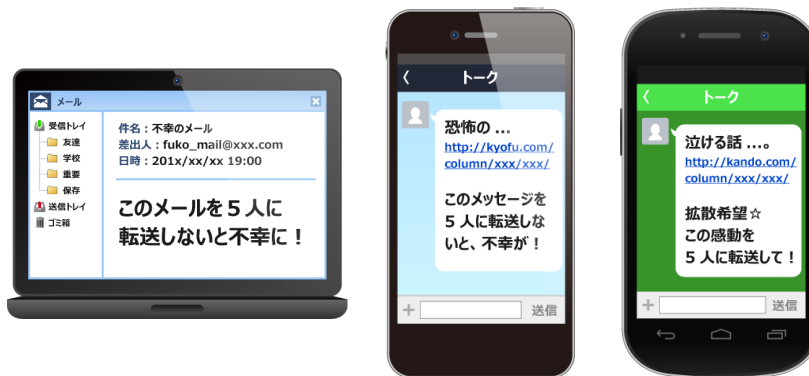 メール
受信トレイ
友達
学校
重要
保存
送信トレイ
ゴミ箱
件名：不幸のメール
差出人：fuko_mail@xxx.com
日時：201x/xx/xx 19:00
このメールを５人に
転送しないと不幸に！
トーク
恐怖の ...
http://kyofu.com/
column/xxx/xxx/
このメッセージを
５人に転送しな
いと、不幸が！
送信
トーク
泣ける話 ...。
http://kando.com/
column/xxx/xxx/
拡散希望☆
この感動を
５人に転送して！
送信